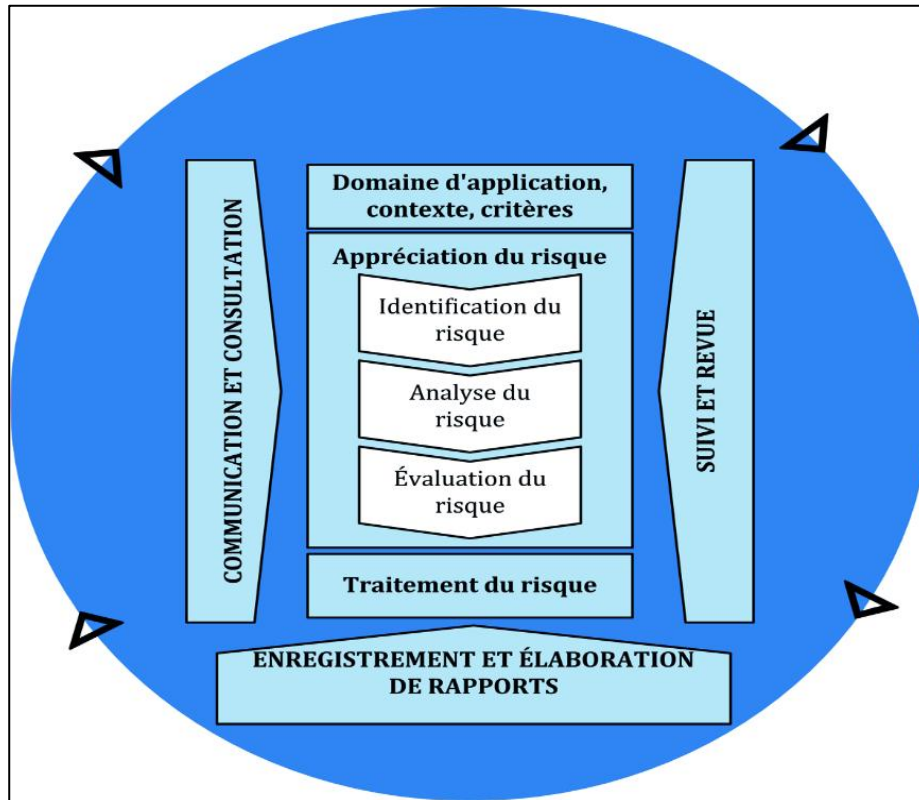 Domaine d'application,
contexte, critères
Appréciation du risque
Identification du
risque
Analyse du
risque
Évaluation du
risque
Traitement du risque
COMMUNICATION ET CONSULTATION
SUIVI ET REVUE
ENREGISTREMENT ET ÉLABORATION
DE RAPPORTS